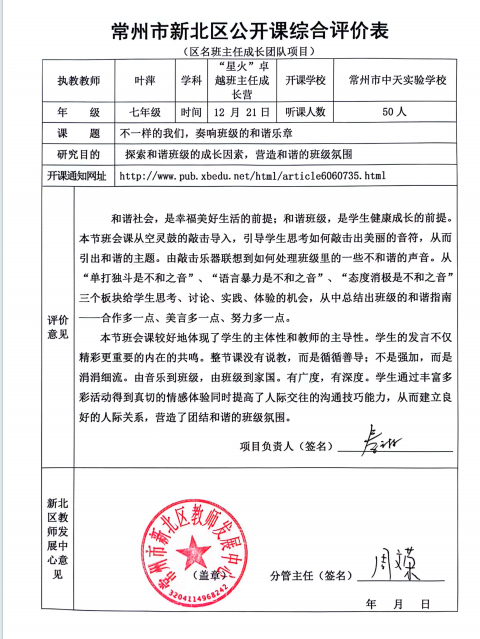 常州市新北区公开课综合评价表
（区名班主任成长团队项目）
执教教师 叶萍 学科 “星火”卓越班主任成长营 开课学校 常州市中天实验学校
年 级 七年级 时间 12 月 21日 听课人数 50人
课 题 不一样的我们，奏响班级的和谐乐章
研究目的 探索和谐班级的成长因素，营造和谐的班级氛围
开课通知网址 http://www.pub.xbedu.net/html/article6060735.html
评价意见
和谐社会，是幸福美好生活的前提；和谐班级，是学生健康成长的前提。
本节班会课从空灵鼓的敲击导入，引导学生思考如何敲击出美丽的音符，从而
引出和谐的主题。由敲击乐器联想到如何处理班级里的一些不和谐的声音。从
“单打独斗是不和之音”、“语言暴力是不和之音”、“态度消极是不和之音”
三个板块给学生思考、讨论、实践、体验的机会，从中总结出班级的和谐指南
——合作多一点、美言多一点、努力多一点。
本节班会课较好地体现了学生的主体性和教师的主导性。学生的发言不仅
精彩更重要的内在的共鸣。整节课没有说教，而是循循善导；不是强加，而是
涓涓细流。由音乐到班级，由班级到家国。有广度，有深度。学生通过丰富多
彩活动得到真切的情感体验同时提高了人际交往的沟通技巧能力，从而建立良
好的人际关系，营造了团结和谐的班级氛围。
项目负责人（签名）
新北区教师发展中心意见
常州市新北区教师发展中心
3204114968242
（盖章）
分管主任（签名）
年 月 日